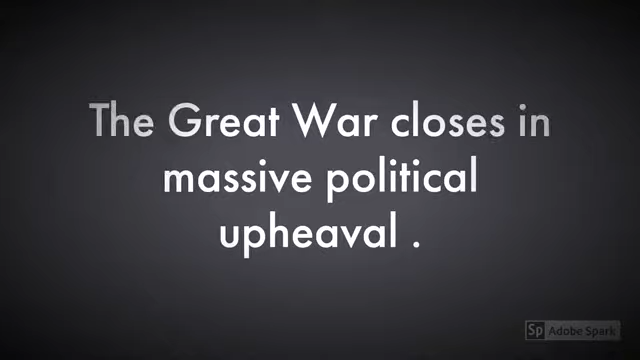 The Great War closes in
massive political
upheaval .
Sp Adobe Spark